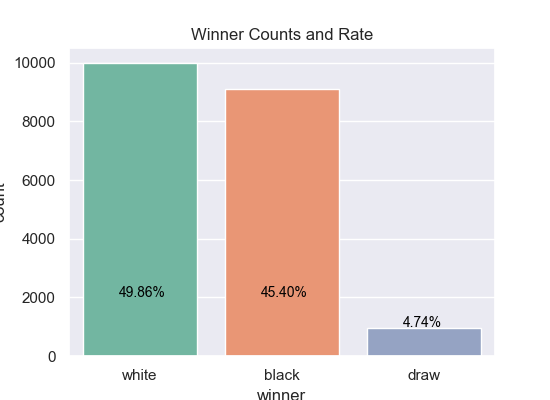 Winner Counts and Rate
10000
8000
6000
4000
2000
0
count
49.86%
45.40%
4.74%
white
black
draw
winner